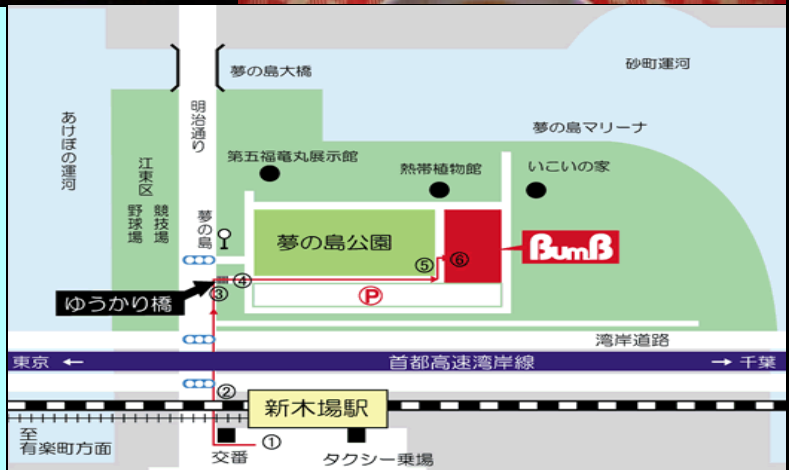 夢の島大橋
砂町運河
あけぼの運河
明治通り
夢の島マリーナ
第五福竜丸展示館
熱帯植物館
いこいの家
江東区
野球場
競技場
夢の島
夢の島公園
BumB
⑤
⑥
④
③
ゆうかり橋
P
湾岸道路
東京 ←
首都高速湾岸線
→ 千葉
②
新木場駅
至
有楽町方面
①
交番
タクシー乗場